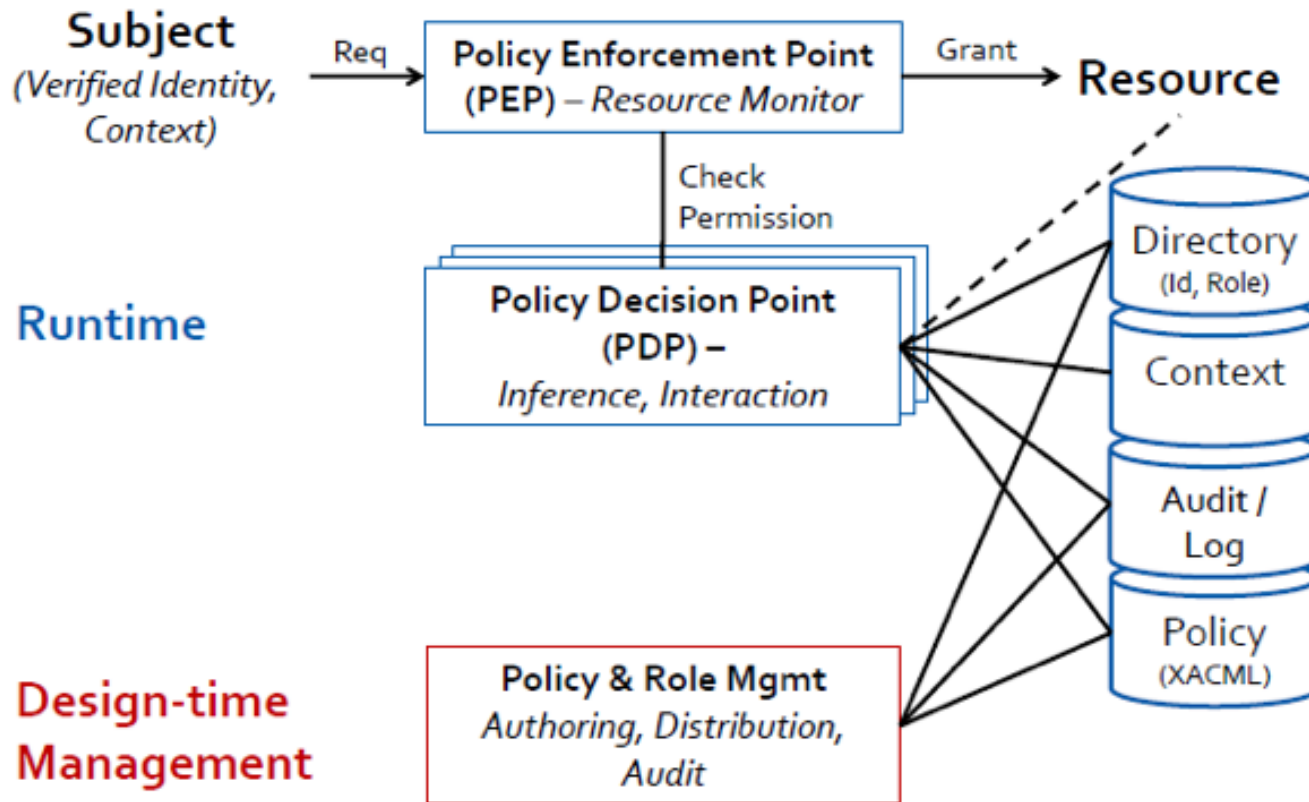 Subject
(Verified Identity,
Context)
Req
Policy Enforcement Point
(PEP) – Resource Monitor
Grant
Resource
Check
Permission
Runtime
Policy Decision Point
(PDP) –
Inference, Interaction
Directory
(Id, Role)
Context
Audit /
Log
Policy
(XACML)
Design-time
Management
Policy & Role Mgmt
Authoring, Distribution,
Audit